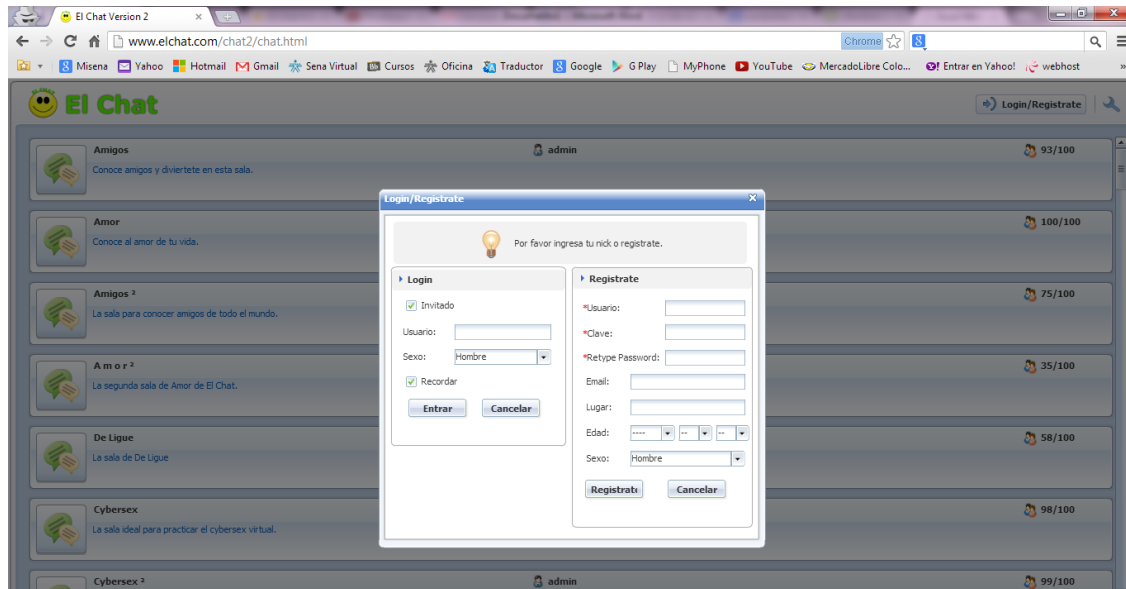 El Chat Version 2
www.elchat.com/chat2/chat.html
Chrome
Misena Yahoo Hotmail Gmail Sena Virtual Cursos Oficina Traductor Google G Play MyPhone YouTube MercadoLibre Colo... Entrar en Yahoo! webhost »
El Chat
Login/Registrate
Amigos admin 93/100
Conoce amigos y diviertete en esta sala.
Amor 100/100
Conoce al amor de tu vida.
Amigos ² 75/100
La sala para conocer amigos de todo el mundo.
A m o r ² 35/100
La segunda sala de Amor de El Chat.
De Ligue 58/100
La sala de De Ligue
Cybersex 98/100
La sala ideal para practicar el cybersex virtual.
Cybersex ² admin 99/100
Login/Registrate
Por favor ingresa tu nick o registrate.
Login
Invitado
Usuario:
Sexo: Hombre
Recordar
Entrar Cancelar
Registrate
*Usuario:
*Clave:
*Retype Password:
Email:
Lugar:
Edad: ---- -- --
Sexo: Hombre
Registrate Cancelar